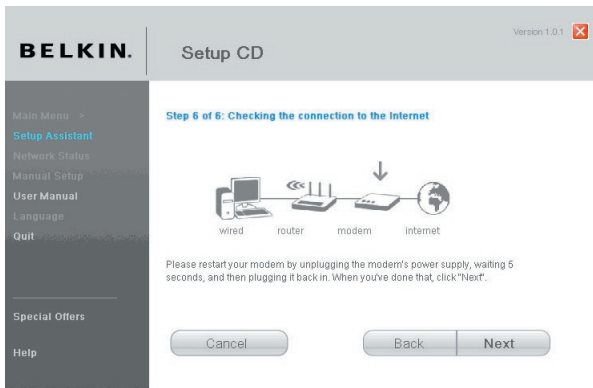 Version 1.0.1
BELKIN.
Setup CD
Main Menu >
Setup Assistant
Network Status
Manual Setup
User Manual
Language
Quit
Special Offers
Help
Step 6 of 6: Checking the connection to the Internet
wired router modem internet
Please restart your modem by unplugging the modem's power supply, waiting 5
seconds, and then plugging it back in. When you've done that, click "Next".
Cancel
Back
Next